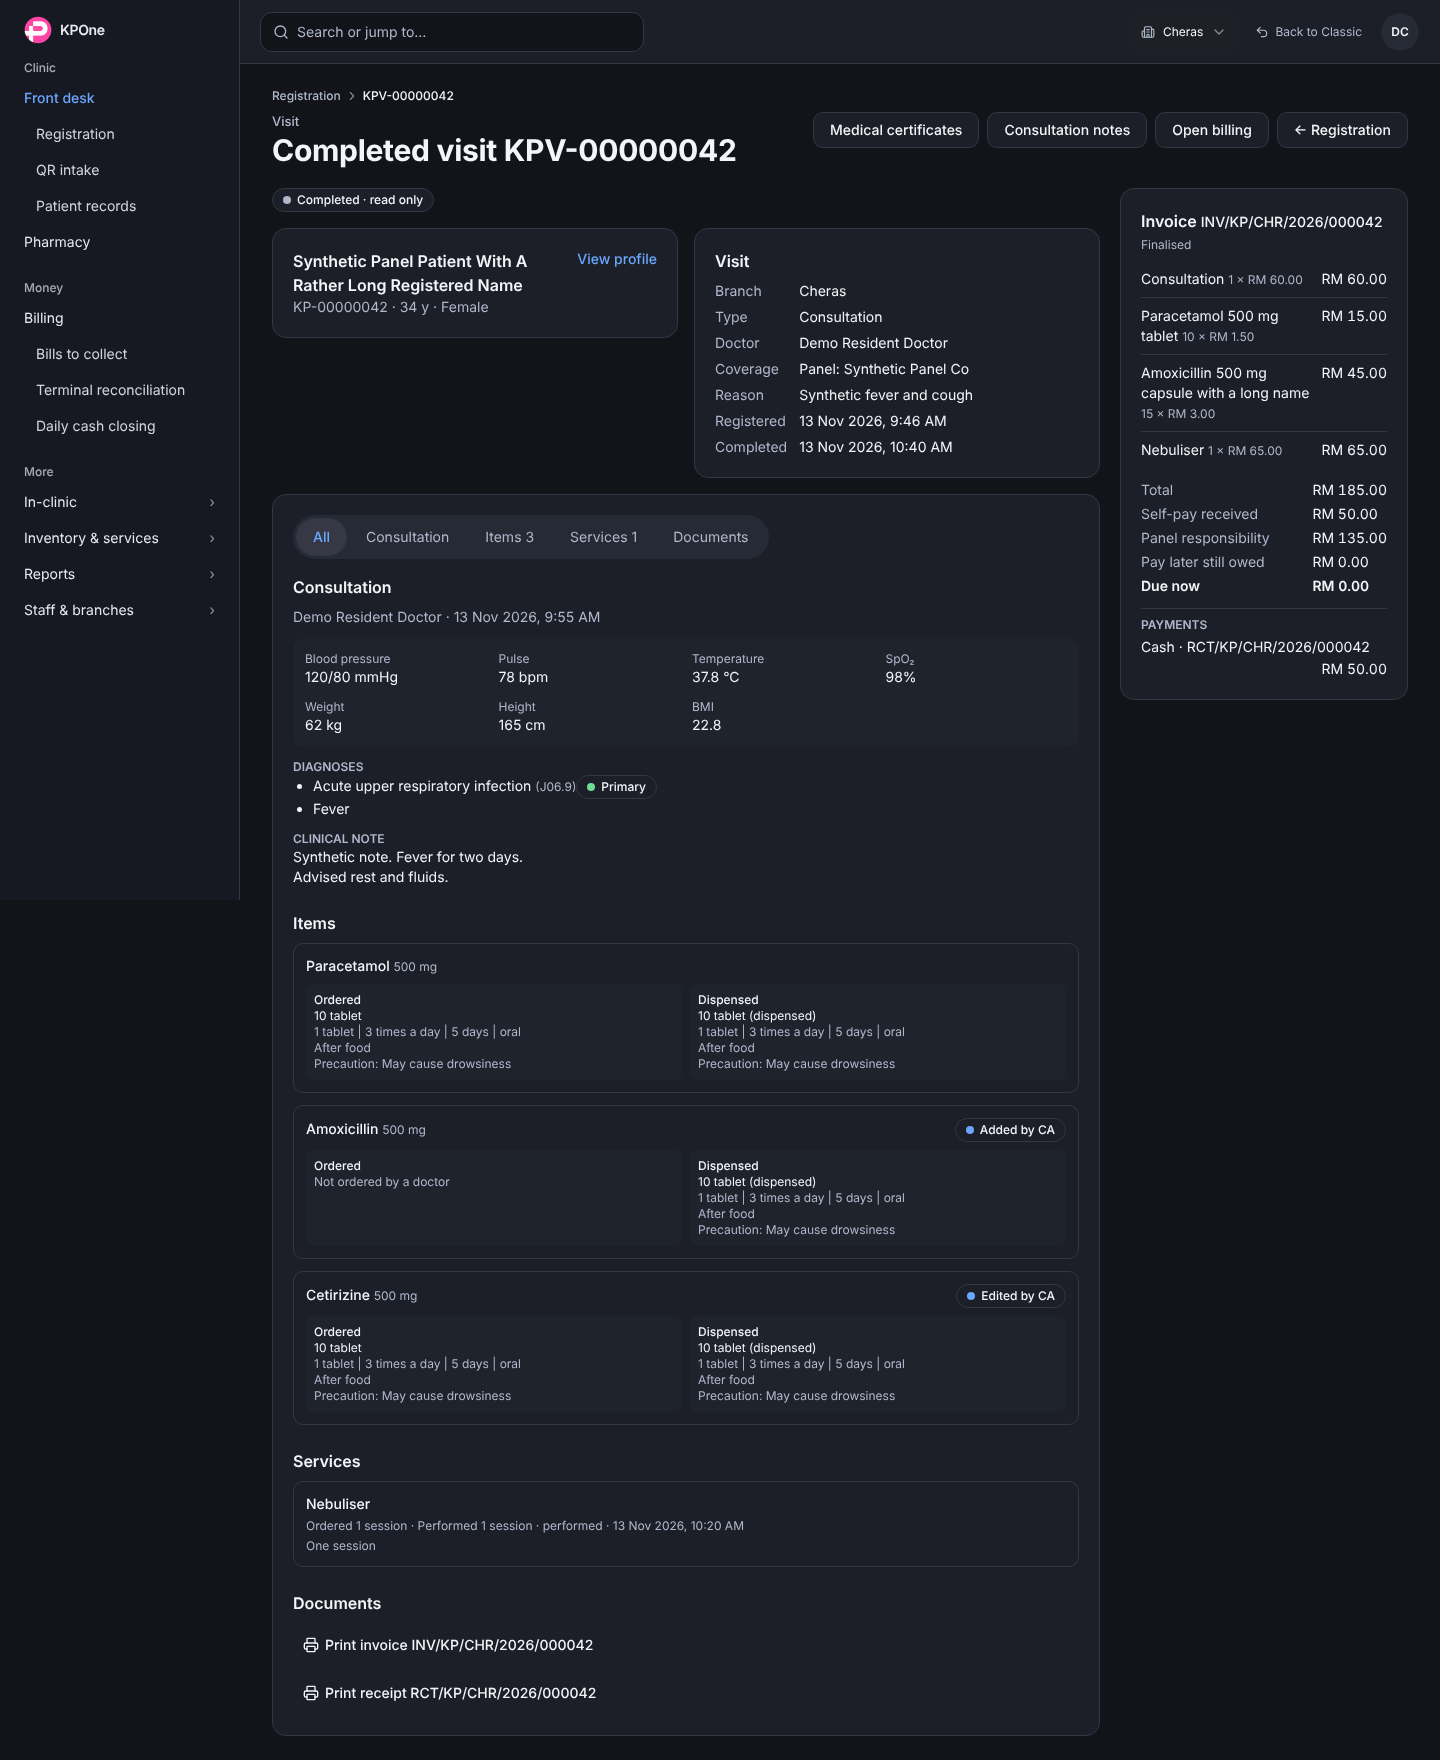 KPOne
Clinic
Front desk
Registration
QR intake
Patient records
Pharmacy
Money
Billing
Bills to collect
Terminal reconciliation
Daily cash closing
More
In-clinic
Inventory & services
Reports
Staff & branches
Search or jump to...
Cheras
Back to Classic
DC
Registration > KPV-00000042
Visit
Completed visit KPV-00000042
Medical certificates
Consultation notes
Open billing
← Registration
Completed · read only
Synthetic Panel Patient With A
Rather Long Registered Name
View profile
KP-00000042 · 34 y · Female
Visit
Branch Cheras
Type Consultation
Doctor Demo Resident Doctor
Coverage Panel: Synthetic Panel Co
Reason Synthetic fever and cough
Registered 13 Nov 2026, 9:46 AM
Completed 13 Nov 2026, 10:40 AM
All
Consultation
Items 3
Services 1
Documents
Consultation
Demo Resident Doctor · 13 Nov 2026, 9:55 AM
Blood pressure Pulse Temperature SpO₂
120/80 mmHg 78 bpm 37.8 °C 98%
Weight Height BMI
62 kg 165 cm 22.8
DIAGNOSES
• Acute upper respiratory infection (J06.9) Primary
• Fever
CLINICAL NOTE
Synthetic note. Fever for two days.
Advised rest and fluids.
Items
Paracetamol 500 mg
Ordered
10 tablet
1 tablet | 3 times a day | 5 days | oral
After food
Precaution: May cause drowsiness
Dispensed
10 tablet (dispensed)
1 tablet | 3 times a day | 5 days | oral
After food
Precaution: May cause drowsiness
Amoxicillin 500 mg
Added by CA
Ordered
Not ordered by a doctor
Dispensed
10 tablet (dispensed)
1 tablet | 3 times a day | 5 days | oral
After food
Precaution: May cause drowsiness
Cetirizine 500 mg
Edited by CA
Ordered
10 tablet
1 tablet | 3 times a day | 5 days | oral
After food
Precaution: May cause drowsiness
Dispensed
10 tablet (dispensed)
1 tablet | 3 times a day | 5 days | oral
After food
Precaution: May cause drowsiness
Services
Nebuliser
Ordered 1 session · Performed 1 session · performed · 13 Nov 2026, 10:20 AM
One session
Documents
Print invoice INV/KP/CHR/2026/000042
Print receipt RCT/KP/CHR/2026/000042
Invoice INV/KP/CHR/2026/000042
Finalised
Consultation 1 × RM 60.00 RM 60.00
Paracetamol 500 mg RM 15.00
tablet 10 × RM 1.50
Amoxicillin 500 mg RM 45.00
capsule with a long name
15 × RM 3.00
Nebuliser 1 × RM 65.00 RM 65.00
Total RM 185.00
Self-pay received RM 50.00
Panel responsibility RM 135.00
Pay later still owed RM 0.00
Due now RM 0.00
PAYMENTS
Cash · RCT/KP/CHR/2026/000042
RM 50.00